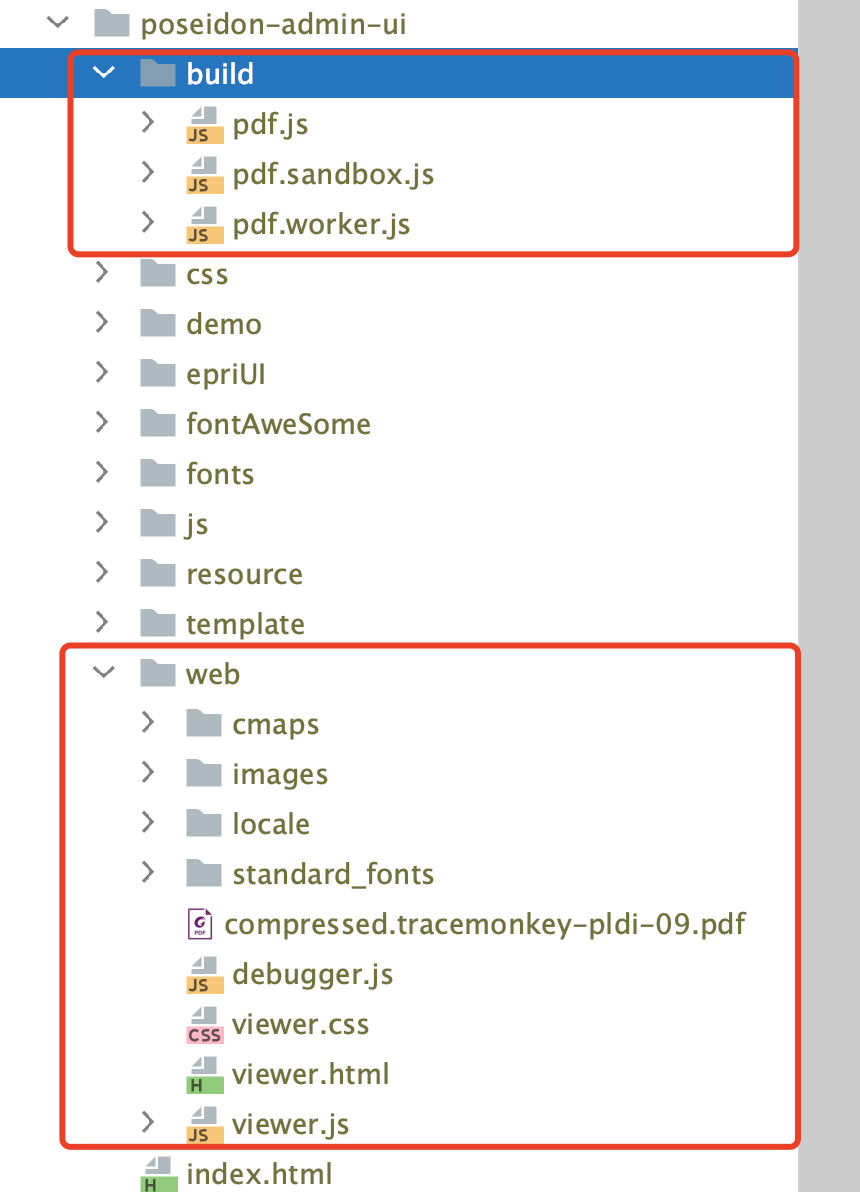 poseidon-admin-ui
build
JS pdf.js
JS pdf.sandbox.js
JS pdf.worker.js
css
demo
epriUI
fontAweSome
fonts
js
resource
template
web
cmaps
images
locale
standard_fonts
PDF compressed.tracemonkey-pldi-09.pdf
JS debugger.js
CSS viewer.css
H viewer.html
JS viewer.js
H index.html